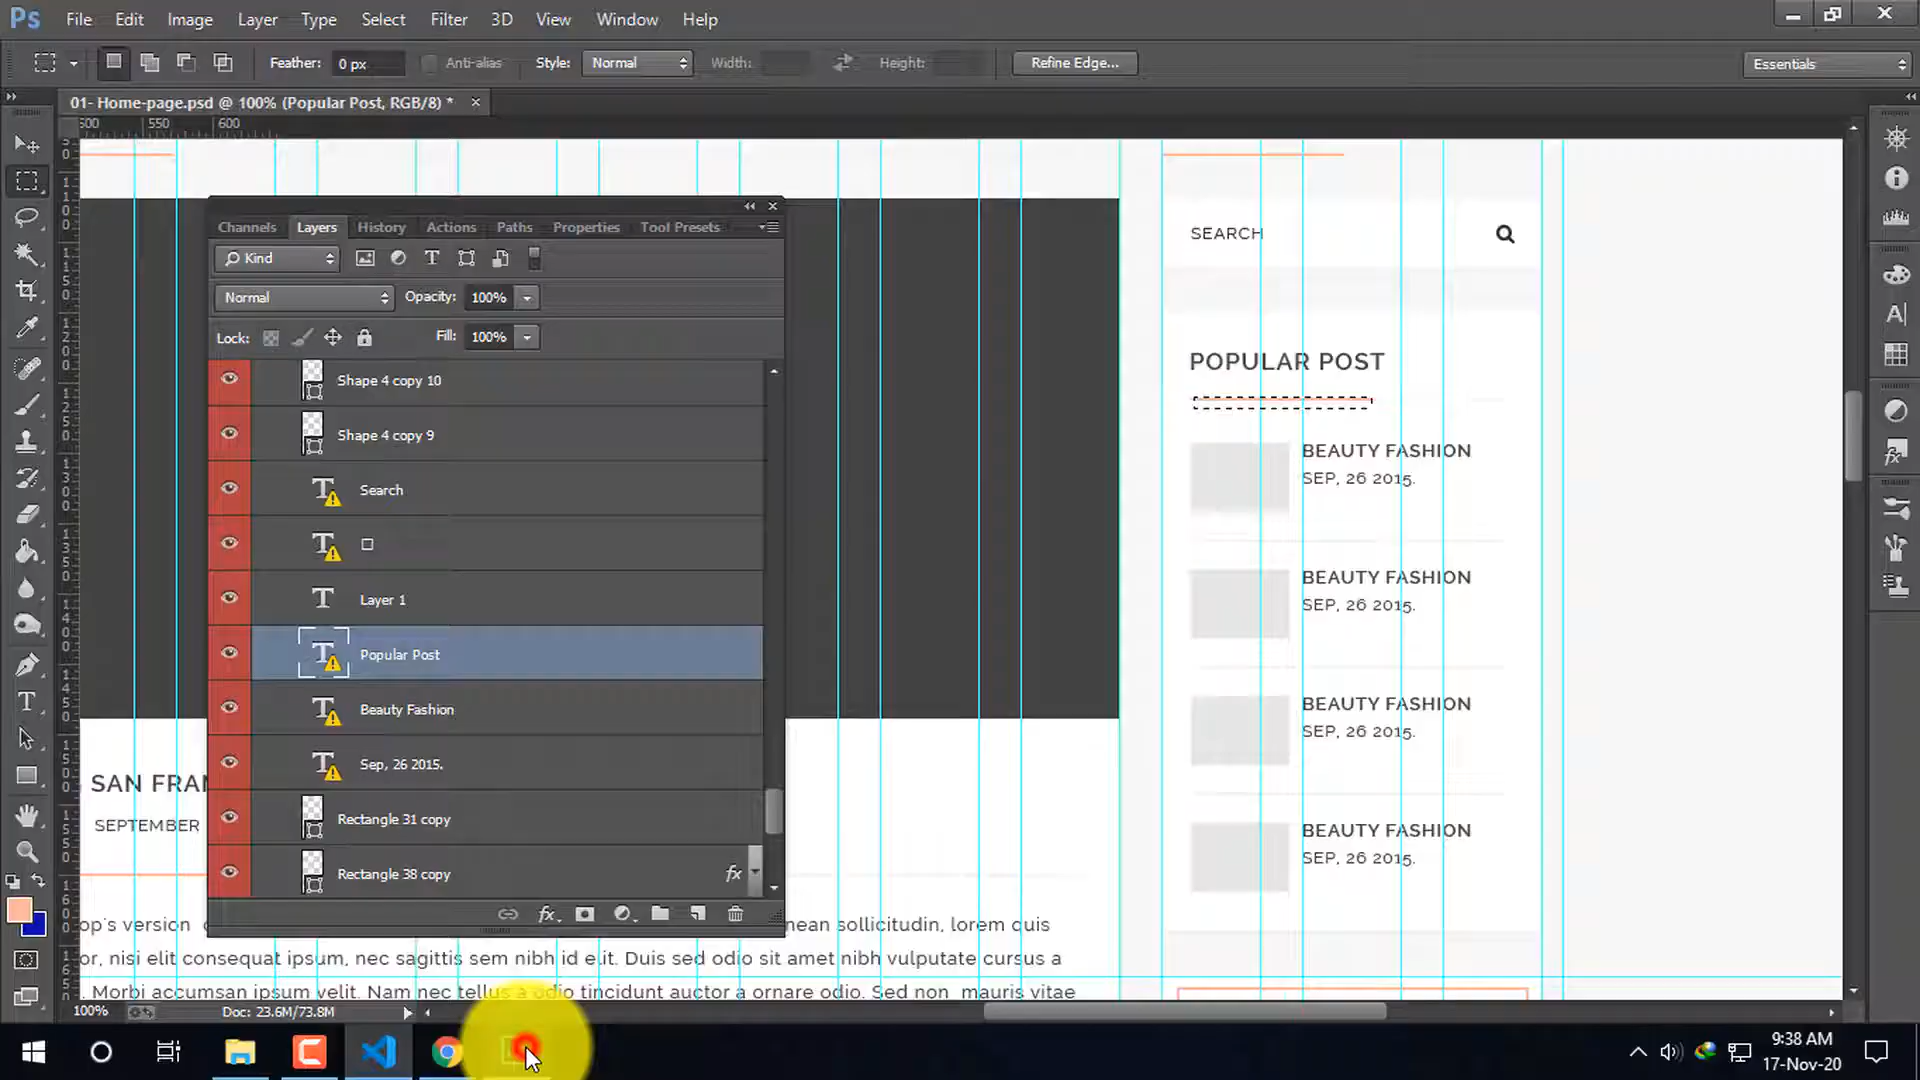 Ps File Edit Image Layer Type Select Filter 3D View Window Help
Feather: 0 px Anti-alias Style: Normal Width: Height: Refine Edge... Essentials
01- Home-page.psd @ 100% (Popular Post, RGB/8) * ×
550 600
Channels Layers History Actions Paths Properties Tool Presets
Kind
Normal Opacity: 100%
Lock: Fill: 100%
Shape 4 copy 10
Shape 4 copy 9
Search
Layer 1
Popular Post
Beauty Fashion
Sep, 26 2015.
Rectangle 31 copy
Rectangle 38 copy fx
SEARCH
POPULAR POST
BEAUTY FASHION
SEP, 26 2015.
BEAUTY FASHION
SEP, 26 2015.
BEAUTY FASHION
SEP, 26 2015.
BEAUTY FASHION
SEP, 26 2015.
SAN FRAN
SEPTEMBER
op's version nean sollicitudin, lorem quis
or, nisi elit consequat ipsum, nec sagittis sem nibh id elit. Duis sed odio sit amet nibh vulputate cursus a
. Morbi accumsan ipsum velit. Nam nec tellus a odio tincidunt auctor a ornare odio. Sed non mauris vitae
100% Doc: 23.6M/73.8M
9:38 AM
17-Nov-20